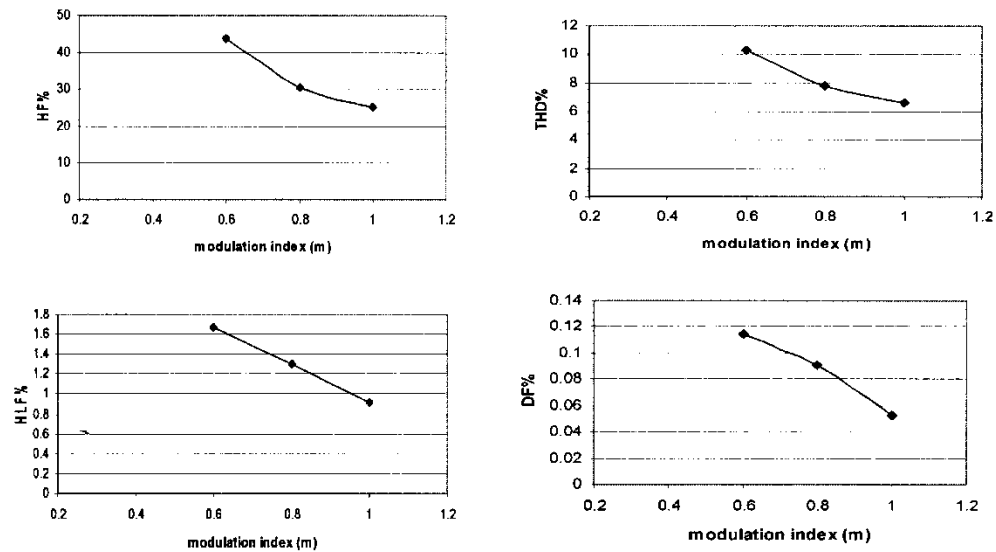 HF%
50
40
30
20
10
0
0.2 0.4 0.6 0.8 1 1.2
modulation index (m)
THD%
12
10
8
6
4
2
0
0.2 0.4 0.6 0.8 1 1.2
modulation index (m)
HLF%
1.8
1.6
1.4
1.2
1
0.8
0.6
0.4
0.2
0
0.2 0.4 0.6 0.8 1 1.2
modulation index (m)
DF%
0.14
0.12
0.1
0.08
0.06
0.04
0.02
0
0.2 0.4 0.6 0.8 1 1.2
modulation index (m)